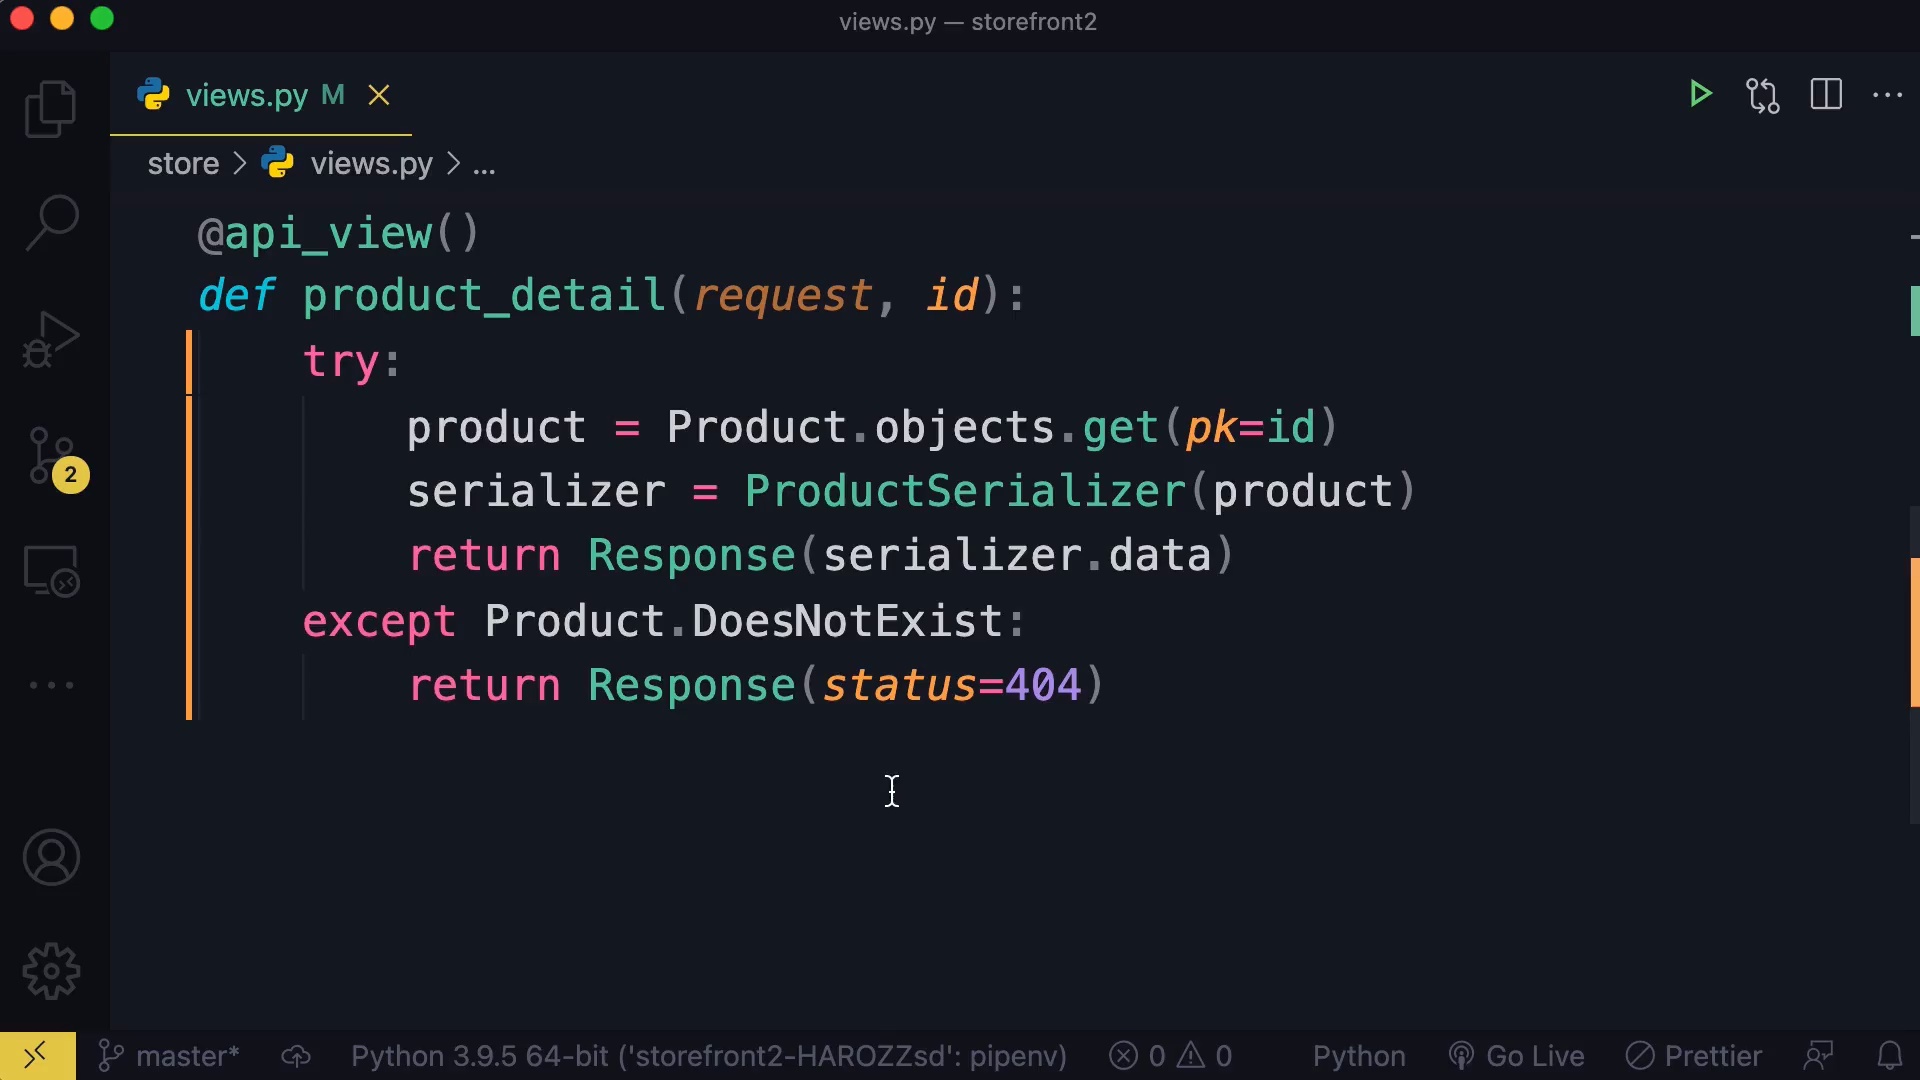 views.py — storefront2
views.py M
store > views.py > ...
@api_view()
def product_detail(request, id):
try:
product = Product.objects.get(pk=id)
serializer = ProductSerializer(product)
return Response(serializer.data)
except Product.DoesNotExist:
return Response(status=404)
2
master* Python 3.9.5 64-bit ('storefront2-HAROZZsd': pipenv) 0 0 Python Go Live Prettier